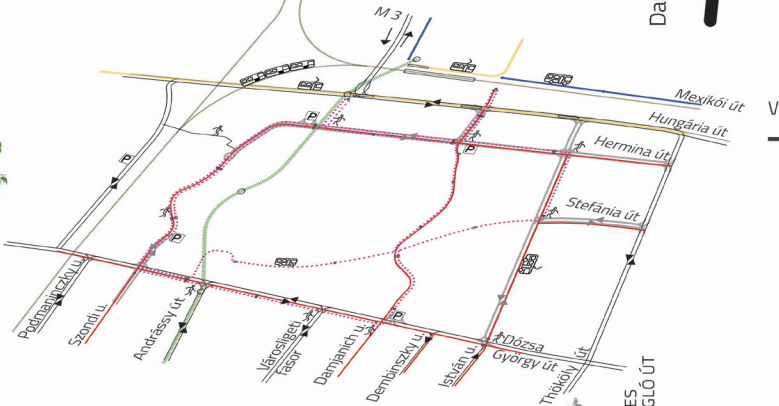 Da
M 3
Mexikói út
V
Hungária út
P
P
Hermina út
P
Stefánia út
P
Podmaniczky u.
Szondi u.
Andrássy út
Városligeti
fasor
Damjanich u.
P
Dembinszky u.
István u.
Dózsa
György út
Thököly út
ES
GLÓ ÚT